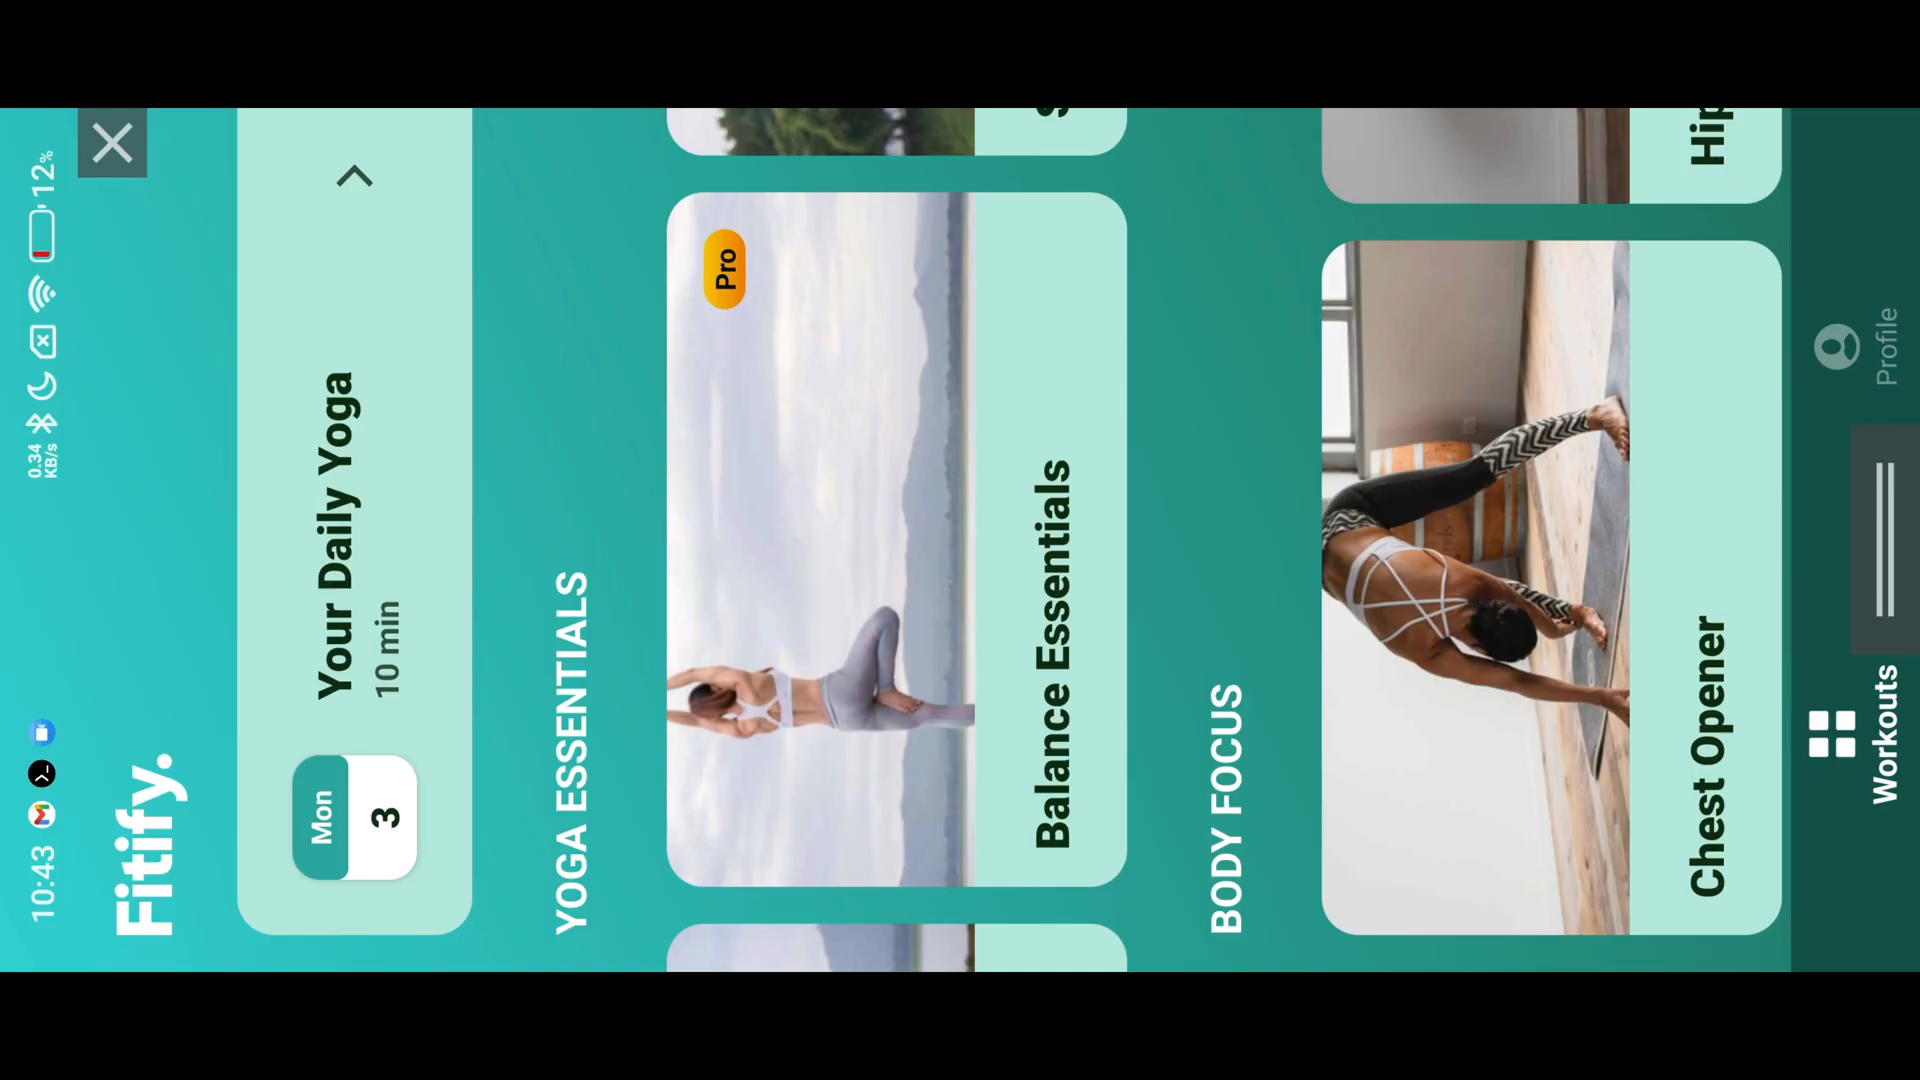 10:43
0.34
KB/s
12%
Fitify.
Mon
3
Your Daily Yoga
10 min
YOGA ESSENTIALS
Pro
Balance Essentials
BODY FOCUS
Chest Opener
Hip
Workouts
Profile